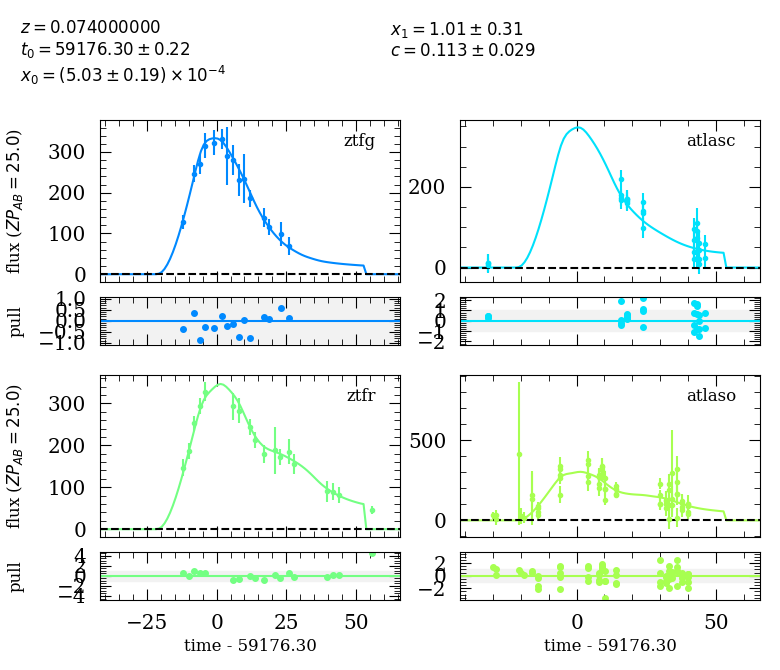 z = 0.074000000
t₀ = 59176.30 ± 0.22
x₀ = (5.03 ± 0.19) × 10⁻⁴
x₁ = 1.01 ± 0.31
c = 0.113 ± 0.029
ztfg
flux (ZP_AB = 25.0)
300
200
100
0
atlasc
200
0
pull
1.0
0.5
0.0
−0.5
−1.0
2
1
0
−1
−2
ztfr
flux (ZP_AB = 25.0)
300
200
100
0
atlaso
500
0
pull
4
2
0
−2
−4
−25
0
25
50
time - 59176.30
2
0
−2
0
50
time - 59176.30